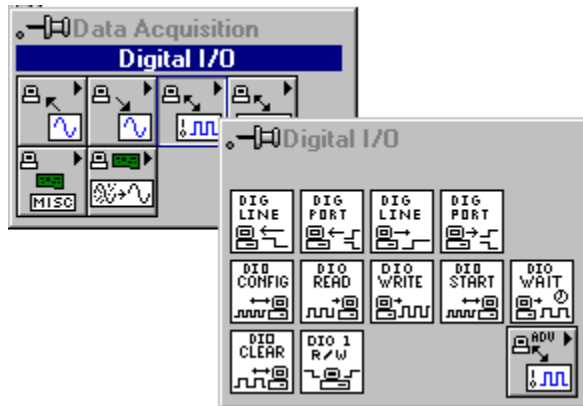 Data Acquisition
Digital I/O
MISC
Digital I/O
DIG LINE
DIG PORT
DIG LINE
DIG PORT
DIO CONFIG
DIO READ
DIO WRITE
DIO START
DIO WAIT
DIO CLEAR
DIO 1 R/W
ADV